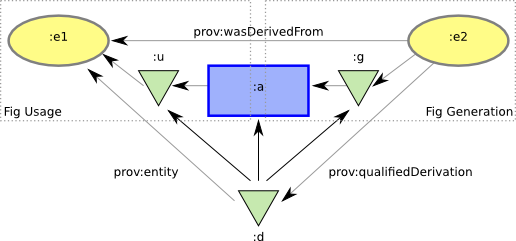 :e1
prov:wasDerivedFrom
:e2
:u
:g
:a
Fig Usage
Fig Generation
prov:entity
prov:qualifiedDerivation
:d